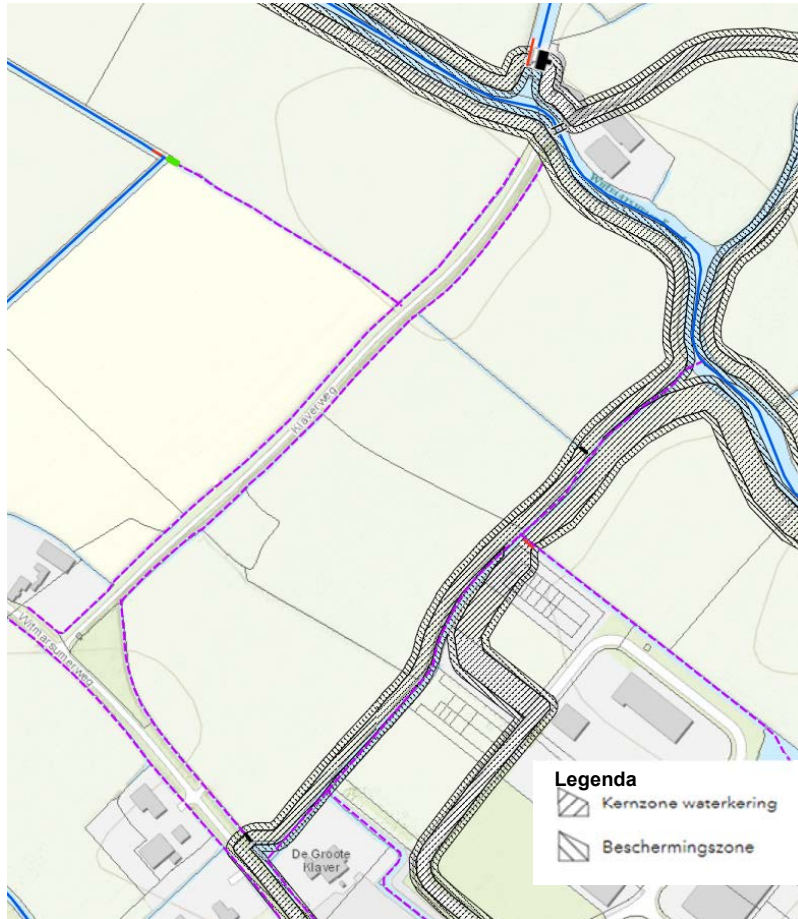 Klaverweg
Witmarsumerweg
De Groote
Klaver
Legenda
Kernzone waterkering
Beschermingszone